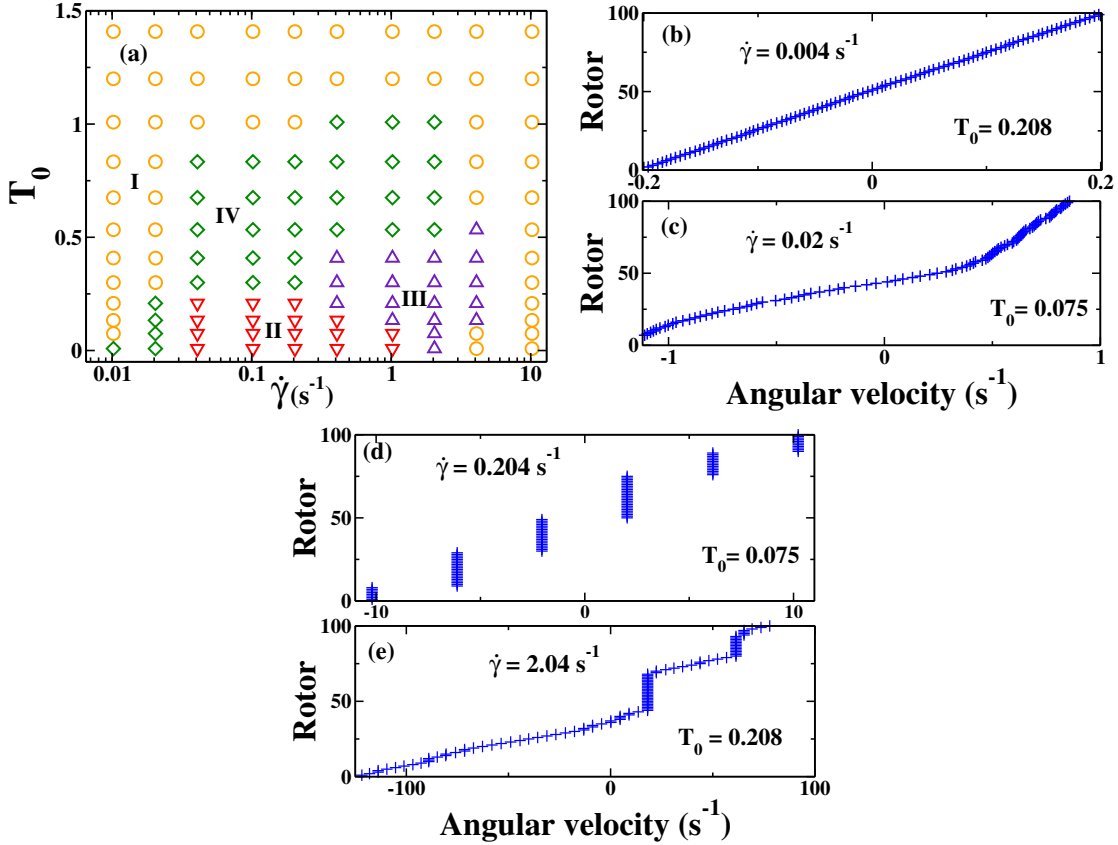 1.5
(a)
1
T₀
I
IV
0.5
III
II
0
0.01
0.1
1
10
γ̇(s⁻¹)
100
(b)
γ̇ = 0.004 s⁻¹
Rotor
50
T₀= 0.208
0
-0.2
0
0.2
100
(c)
γ̇ = 0.02 s⁻¹
Rotor
50
T₀= 0.075
0
-1
0
1
Angular velocity (s⁻¹)
100
(d)
γ̇ = 0.204 s⁻¹
Rotor
50
T₀= 0.075
0
-10
0
10
100
(e)
γ̇ = 2.04 s⁻¹
Rotor
50
T₀ = 0.208
0
-100
0
100
Angular velocity (s⁻¹)